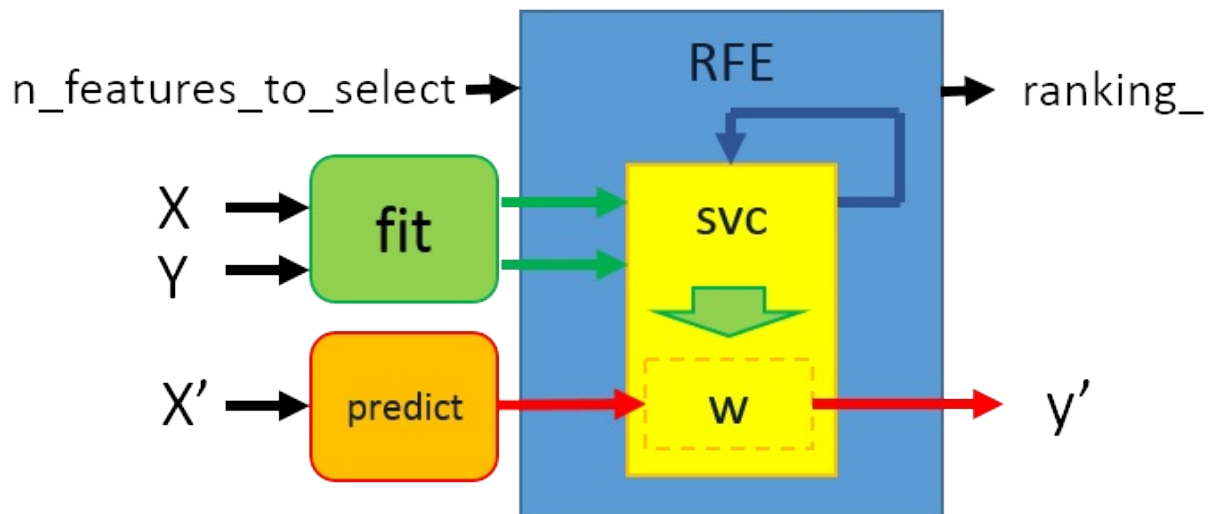 RFE
n_features_to_select
ranking_
X
fit
svc
Y
X’
predict
w
y’